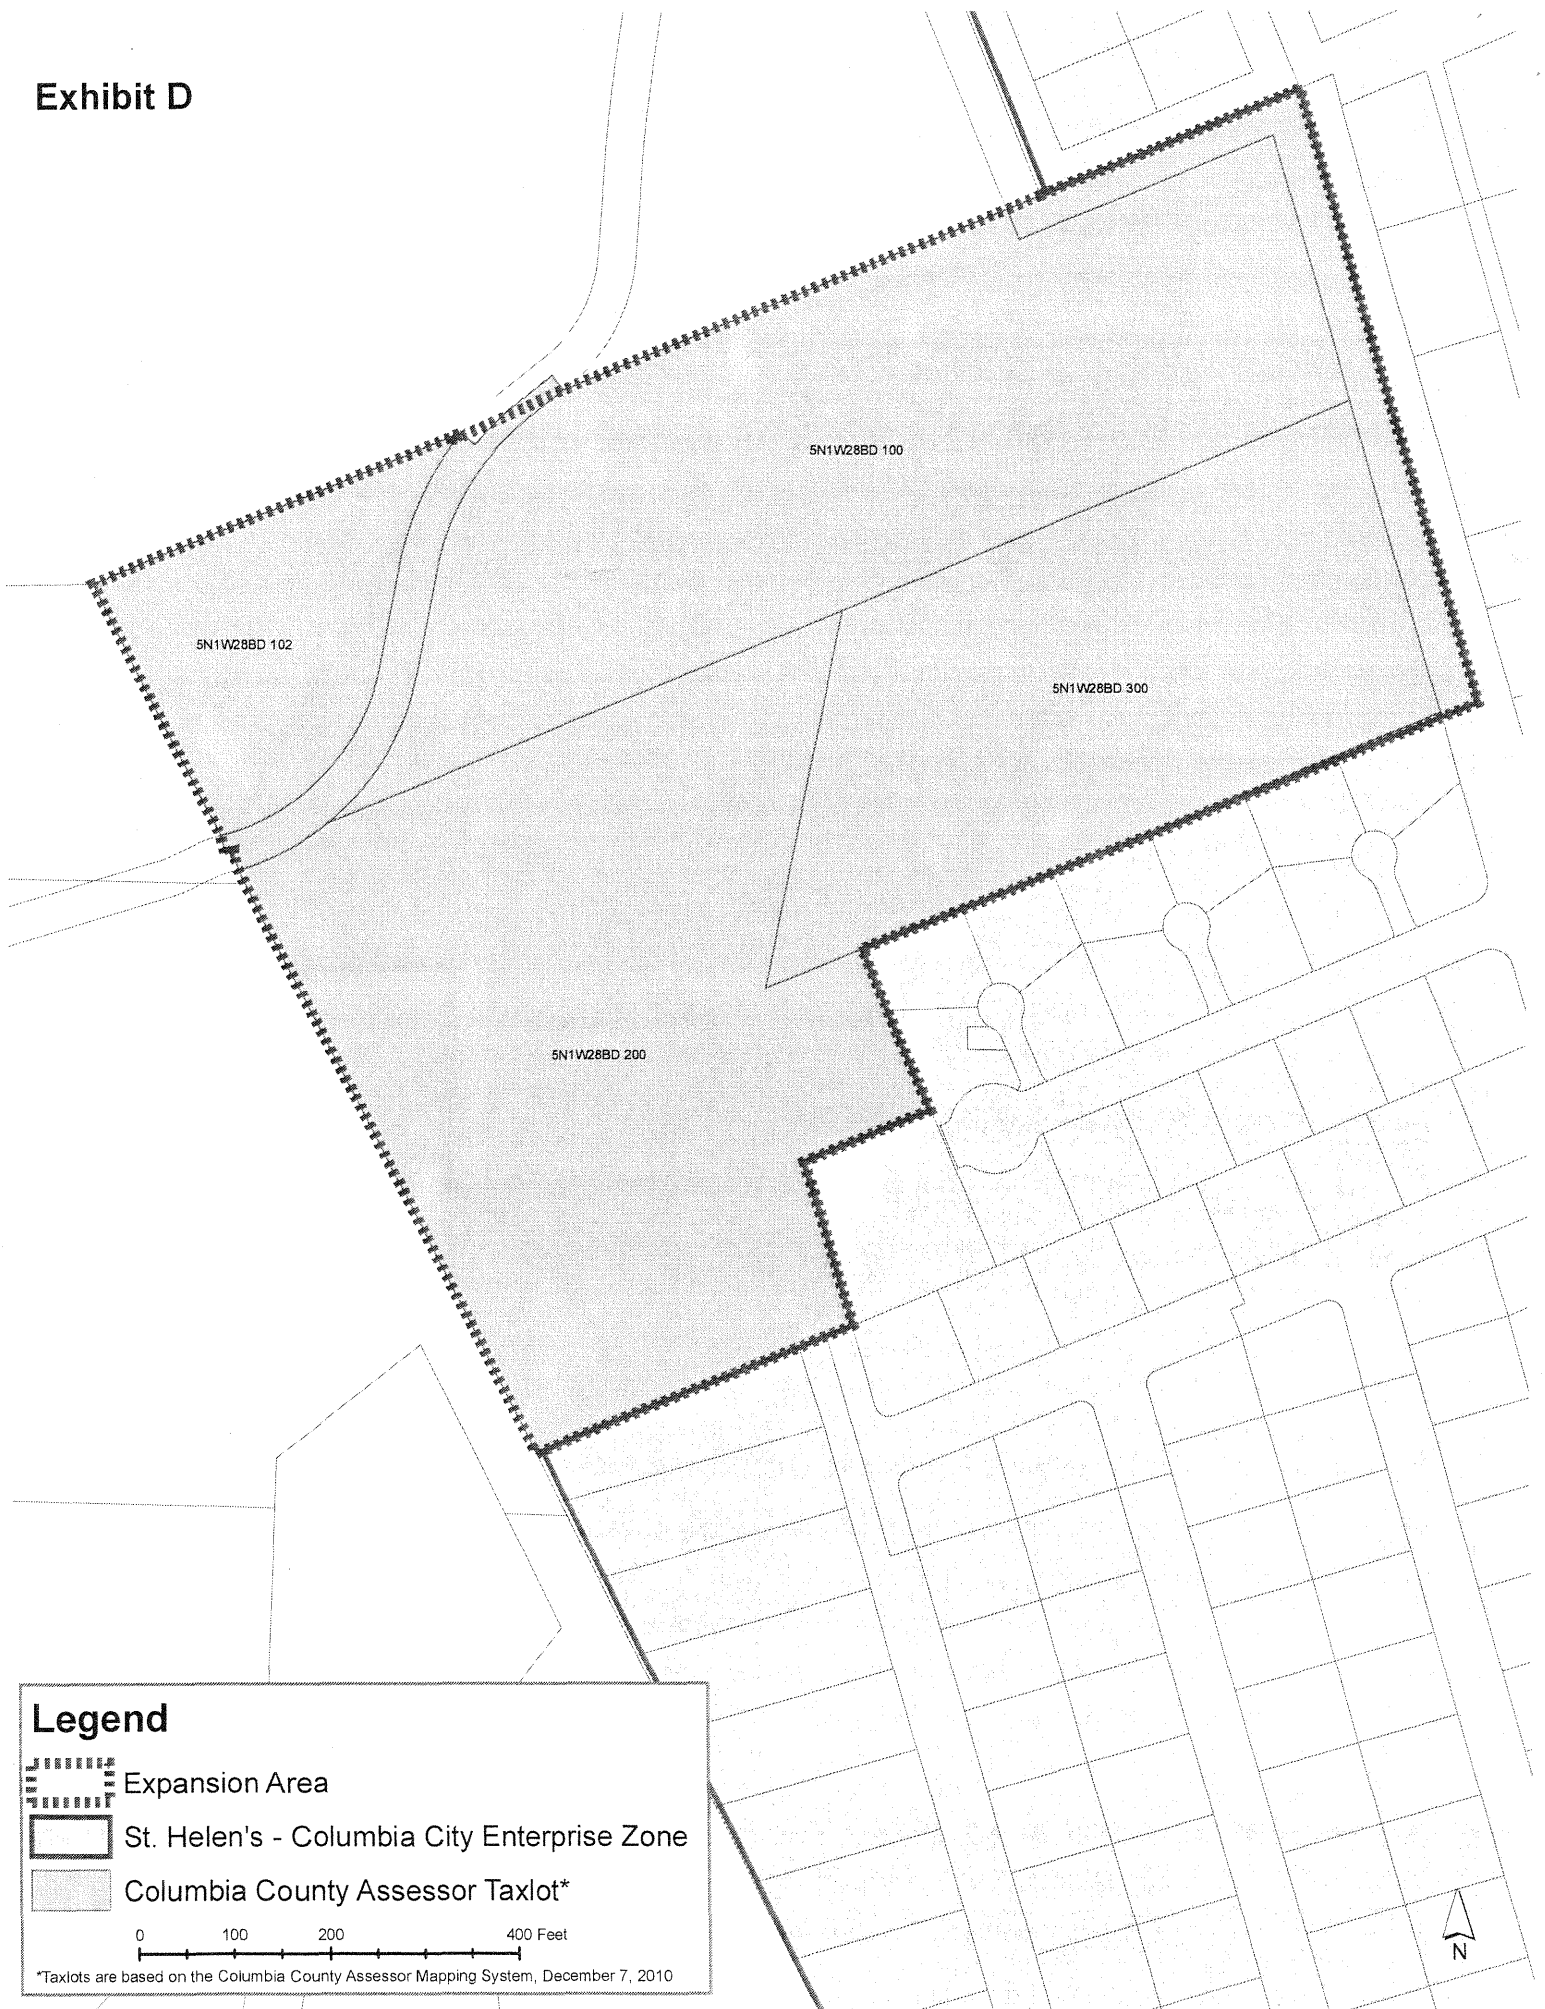 Exhibit D
5N1W28BD 100
5N1W28BD 102
5N1W28BD 300
5N1W28BD 200
Legend
Expansion Area
St. Helen's - Columbia City Enterprise Zone
Columbia County Assessor Taxlot*
0 100 200 400 Feet
*Taxlots are based on the Columbia County Assessor Mapping System, December 7, 2010
N